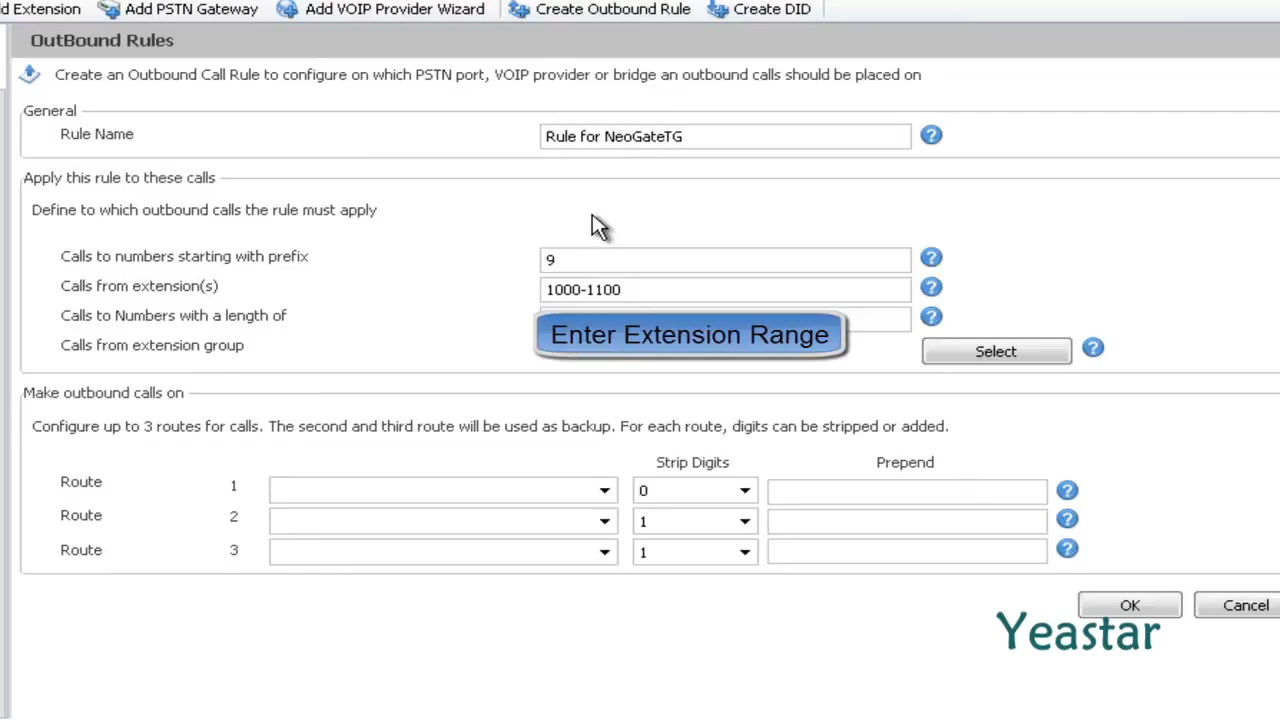 d Extension Add PSTN Gateway Add VOIP Provider Wizard Create Outbound Rule Create DID
OutBound Rules
Create an Outbound Call Rule to configure on which PSTN port, VOIP provider or bridge an outbound calls should be placed on
General
Rule Name Rule for NeoGateTG
Apply this rule to these calls
Define to which outbound calls the rule must apply
Calls to numbers starting with prefix 9
Calls from extension(s) 1000-1100
Calls to Numbers with a length of
Enter Extension Range
Calls from extension group Select
Make outbound calls on
Configure up to 3 routes for calls. The second and third route will be used as backup. For each route, digits can be stripped or added.
Strip Digits Prepend
Route 1 0
Route 2 1
Route 3 1
OK Cancel
Yeastar